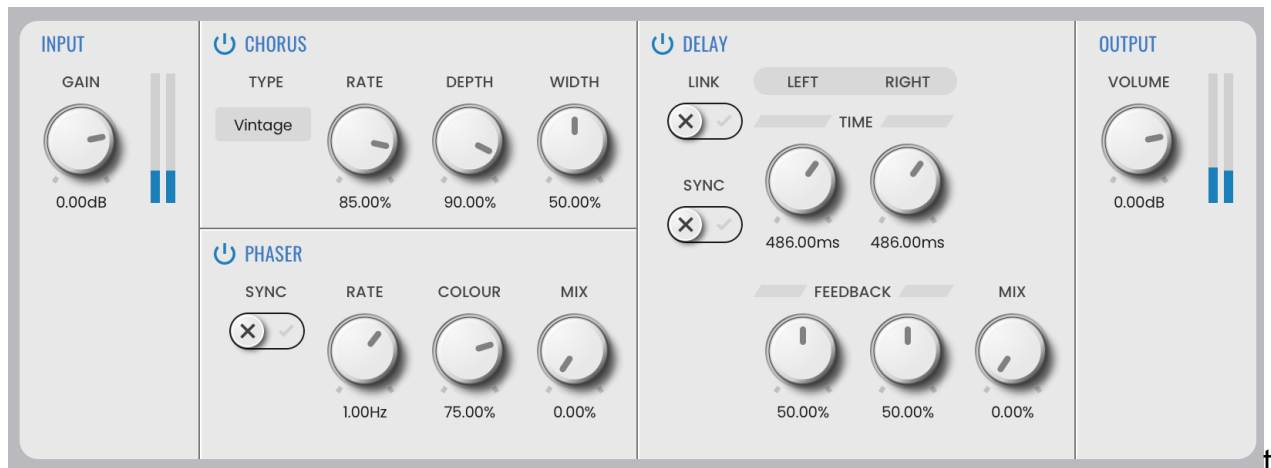 INPUT
GAIN
0.00dB
CHORUS
TYPE RATE DEPTH WIDTH
Vintage
85.00% 90.00% 50.00%
PHASER
SYNC RATE COLOUR MIX
1.00Hz 75.00% 0.00%
DELAY
LINK LEFT RIGHT
TIME
SYNC
486.00ms 486.00ms
FEEDBACK MIX
50.00% 50.00% 0.00%
OUTPUT
VOLUME
0.00dB
t